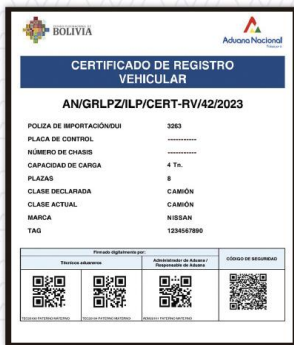 BOLIVIA
Aduana Nacional
CERTIFICADO DE REGISTRO
VEHICULAR
AN/GRLPZ/ILP/CERT-RV/42/2023
POLIZA DE IMPORTACIÓN/DUI 3263
PLACA DE CONTROL -----------
NÚMERO DE CHASIS -----------
CAPACIDAD DE CARGA 4 Tn.
PLAZAS 8
CLASE DECLARADA CAMIÓN
CLASE ACTUAL CAMIÓN
MARCA NISSAN
TAG 1234567890
Firmado digitalmente por:
Técnicos aduaneros
Administrador de Aduana /
Responsable de Aduana
CÓDIGO DE SEGURIDAD